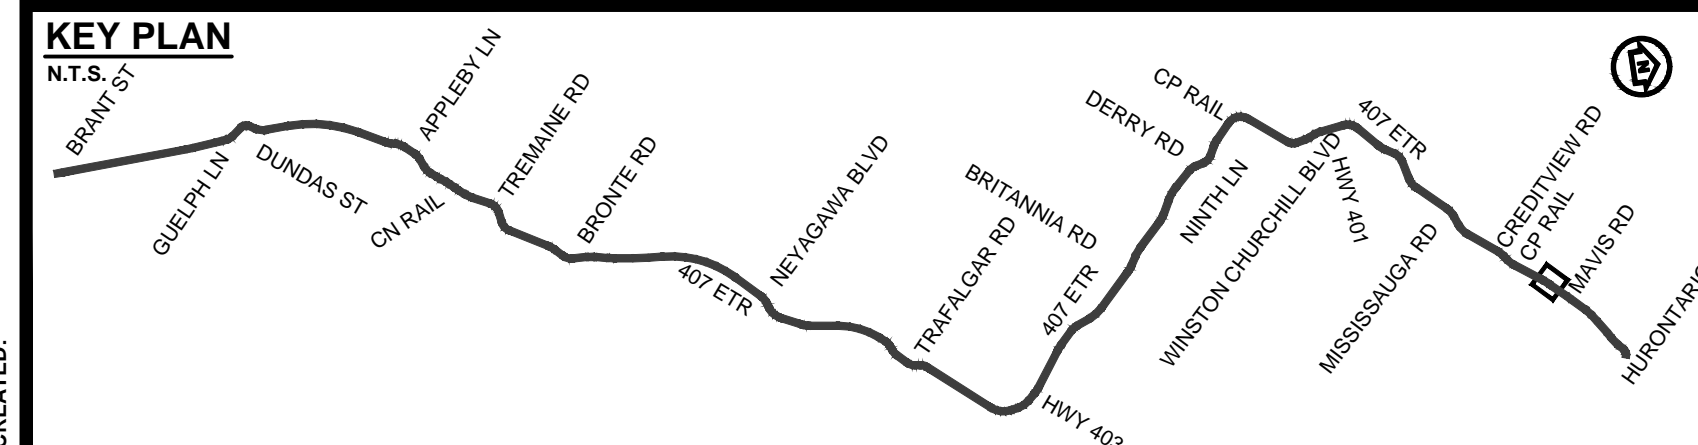 KEY PLAN
N.T.S.
BRANT ST
GUELPH LN
DUNDAS ST
APPLEBY LN
CN RAIL
TREMAINE RD
BRONTE RD
407 ETR
NEYAGAWA BLVD
TRAFALGAR RD
HWY 403
407 ETR
BRITANNIA RD
DERRY RD
CP RAIL
NINTH LN
WINSTON CHURCHILL BLVD
HWY 401
407 ETR
MISSISSAUGA RD
CREDITVIEW RD
CP RAIL
MAVIS RD
N